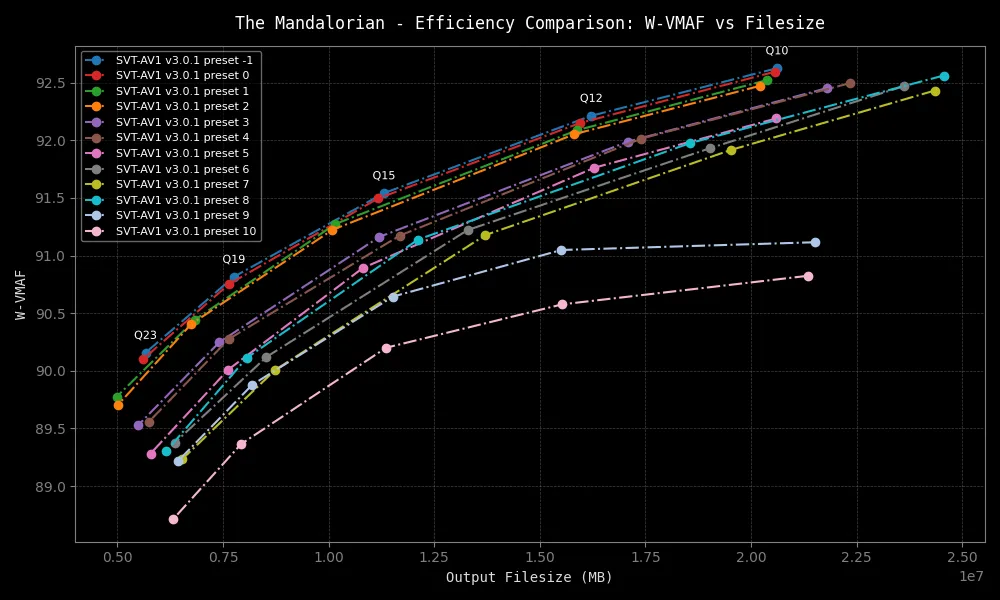 The Mandalorian - Efficiency Comparison: W-VMAF vs Filesize
SVT-AV1 v3.0.1 preset -1
SVT-AV1 v3.0.1 preset 0
SVT-AV1 v3.0.1 preset 1
SVT-AV1 v3.0.1 preset 2
SVT-AV1 v3.0.1 preset 3
SVT-AV1 v3.0.1 preset 4
SVT-AV1 v3.0.1 preset 5
SVT-AV1 v3.0.1 preset 6
SVT-AV1 v3.0.1 preset 7
SVT-AV1 v3.0.1 preset 8
SVT-AV1 v3.0.1 preset 9
SVT-AV1 v3.0.1 preset 10
Q10
Q12
Q15
Q19
Q23
W-VMAF
92.5
92.0
91.5
91.0
90.5
90.0
89.5
89.0
0.50 0.75 1.00 1.25 1.50 1.75 2.00 2.25 2.50
1e7
Output Filesize (MB)